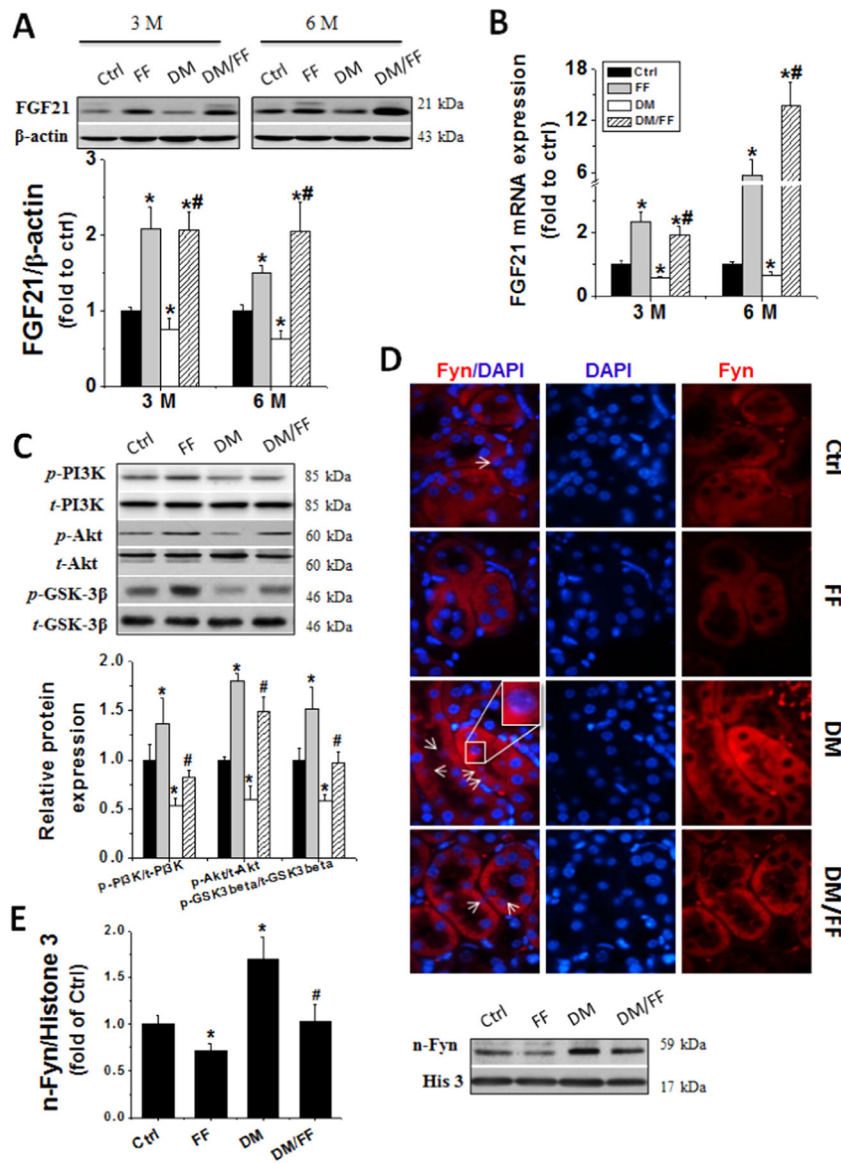 A
3 M
6 M
Ctrl FF DM DM/FF Ctrl FF DM DM/FF
FGF21
21 kDa
β-actin
43 kDa
FGF21/β-actin
(fold to ctrl)
3
2
1
0
* * *# * * *#
3 M 6 M
B
FGF21 mRNA expression
(fold to ctrl)
18
12
6
2
1
0
Ctrl
FF
DM
DM/FF
* * *# * * *#
3 M 6 M
C
Ctrl FF DM DM/FF
p-PI3K 85 kDa
t-PI3K 85 kDa
p-Akt 60 kDa
t-Akt 60 kDa
p-GSK-3β 46 kDa
t-GSK-3β 46 kDa
Relative protein
expression
2.0
1.5
1.0
0.5
0.0
* * # * * # * * #
p-PI3K/t-PI3K
p-Akt/t-Akt
p-GSK3beta/t-GSK3beta
D
Fyn/DAPI DAPI Fyn
Ctrl
FF
DM
DM/FF
E
n-Fyn/Histone 3
(fold of Ctrl)
2.0
1.5
1.0
0.5
0.0
* * #
Ctrl FF DM DM/FF
Ctrl FF DM DM/FF
n-Fyn 59 kDa
His 3 17 kDa